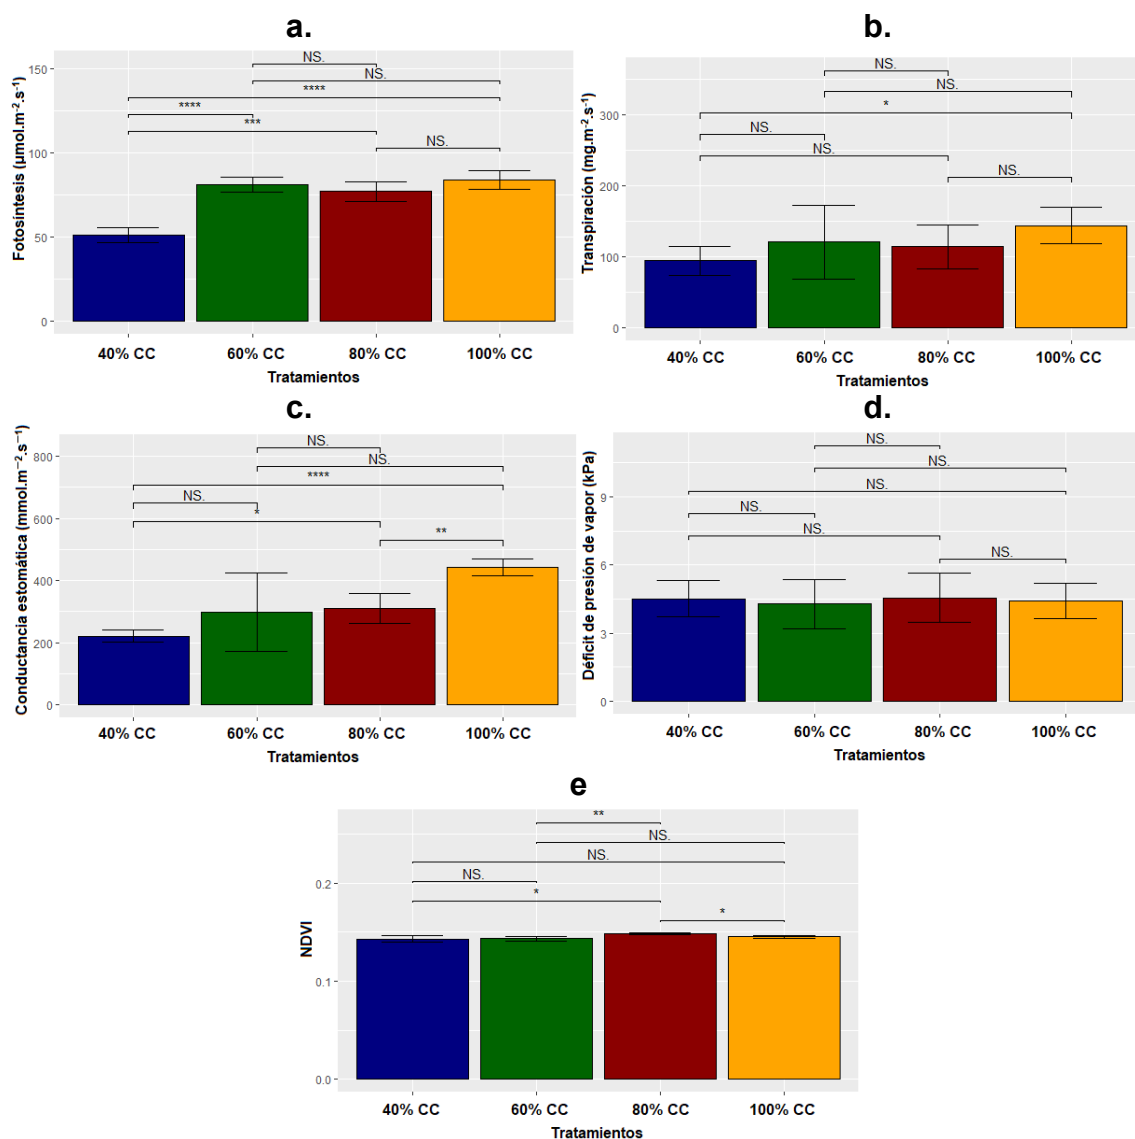 a.
Fotosíntesis (µmol.m⁻².s⁻¹)
150
100
50
0
NS.
NS.
****
****
***
NS.
40% CC 60% CC 80% CC 100% CC
Tratamientos
b.
Transpiración (mg.m⁻².s⁻¹)
300
200
100
0
NS.
NS.
*
NS.
NS.
NS.
40% CC 60% CC 80% CC 100% CC
Tratamientos
c.
Conductancia estomática (mmol.m⁻².s⁻¹)
800
600
400
200
0
NS.
NS.
****
NS.
*
**
40% CC 60% CC 80% CC 100% CC
Tratamientos
d.
Déficit de presión de vapor (kPa)
9
6
3
0
NS.
NS.
NS.
NS.
NS.
NS.
40% CC 60% CC 80% CC 100% CC
Tratamientos
e
NDVI
0.2
0.1
0.0
**
NS.
NS.
NS.
*
*
40% CC 60% CC 80% CC 100% CC
Tratamientos